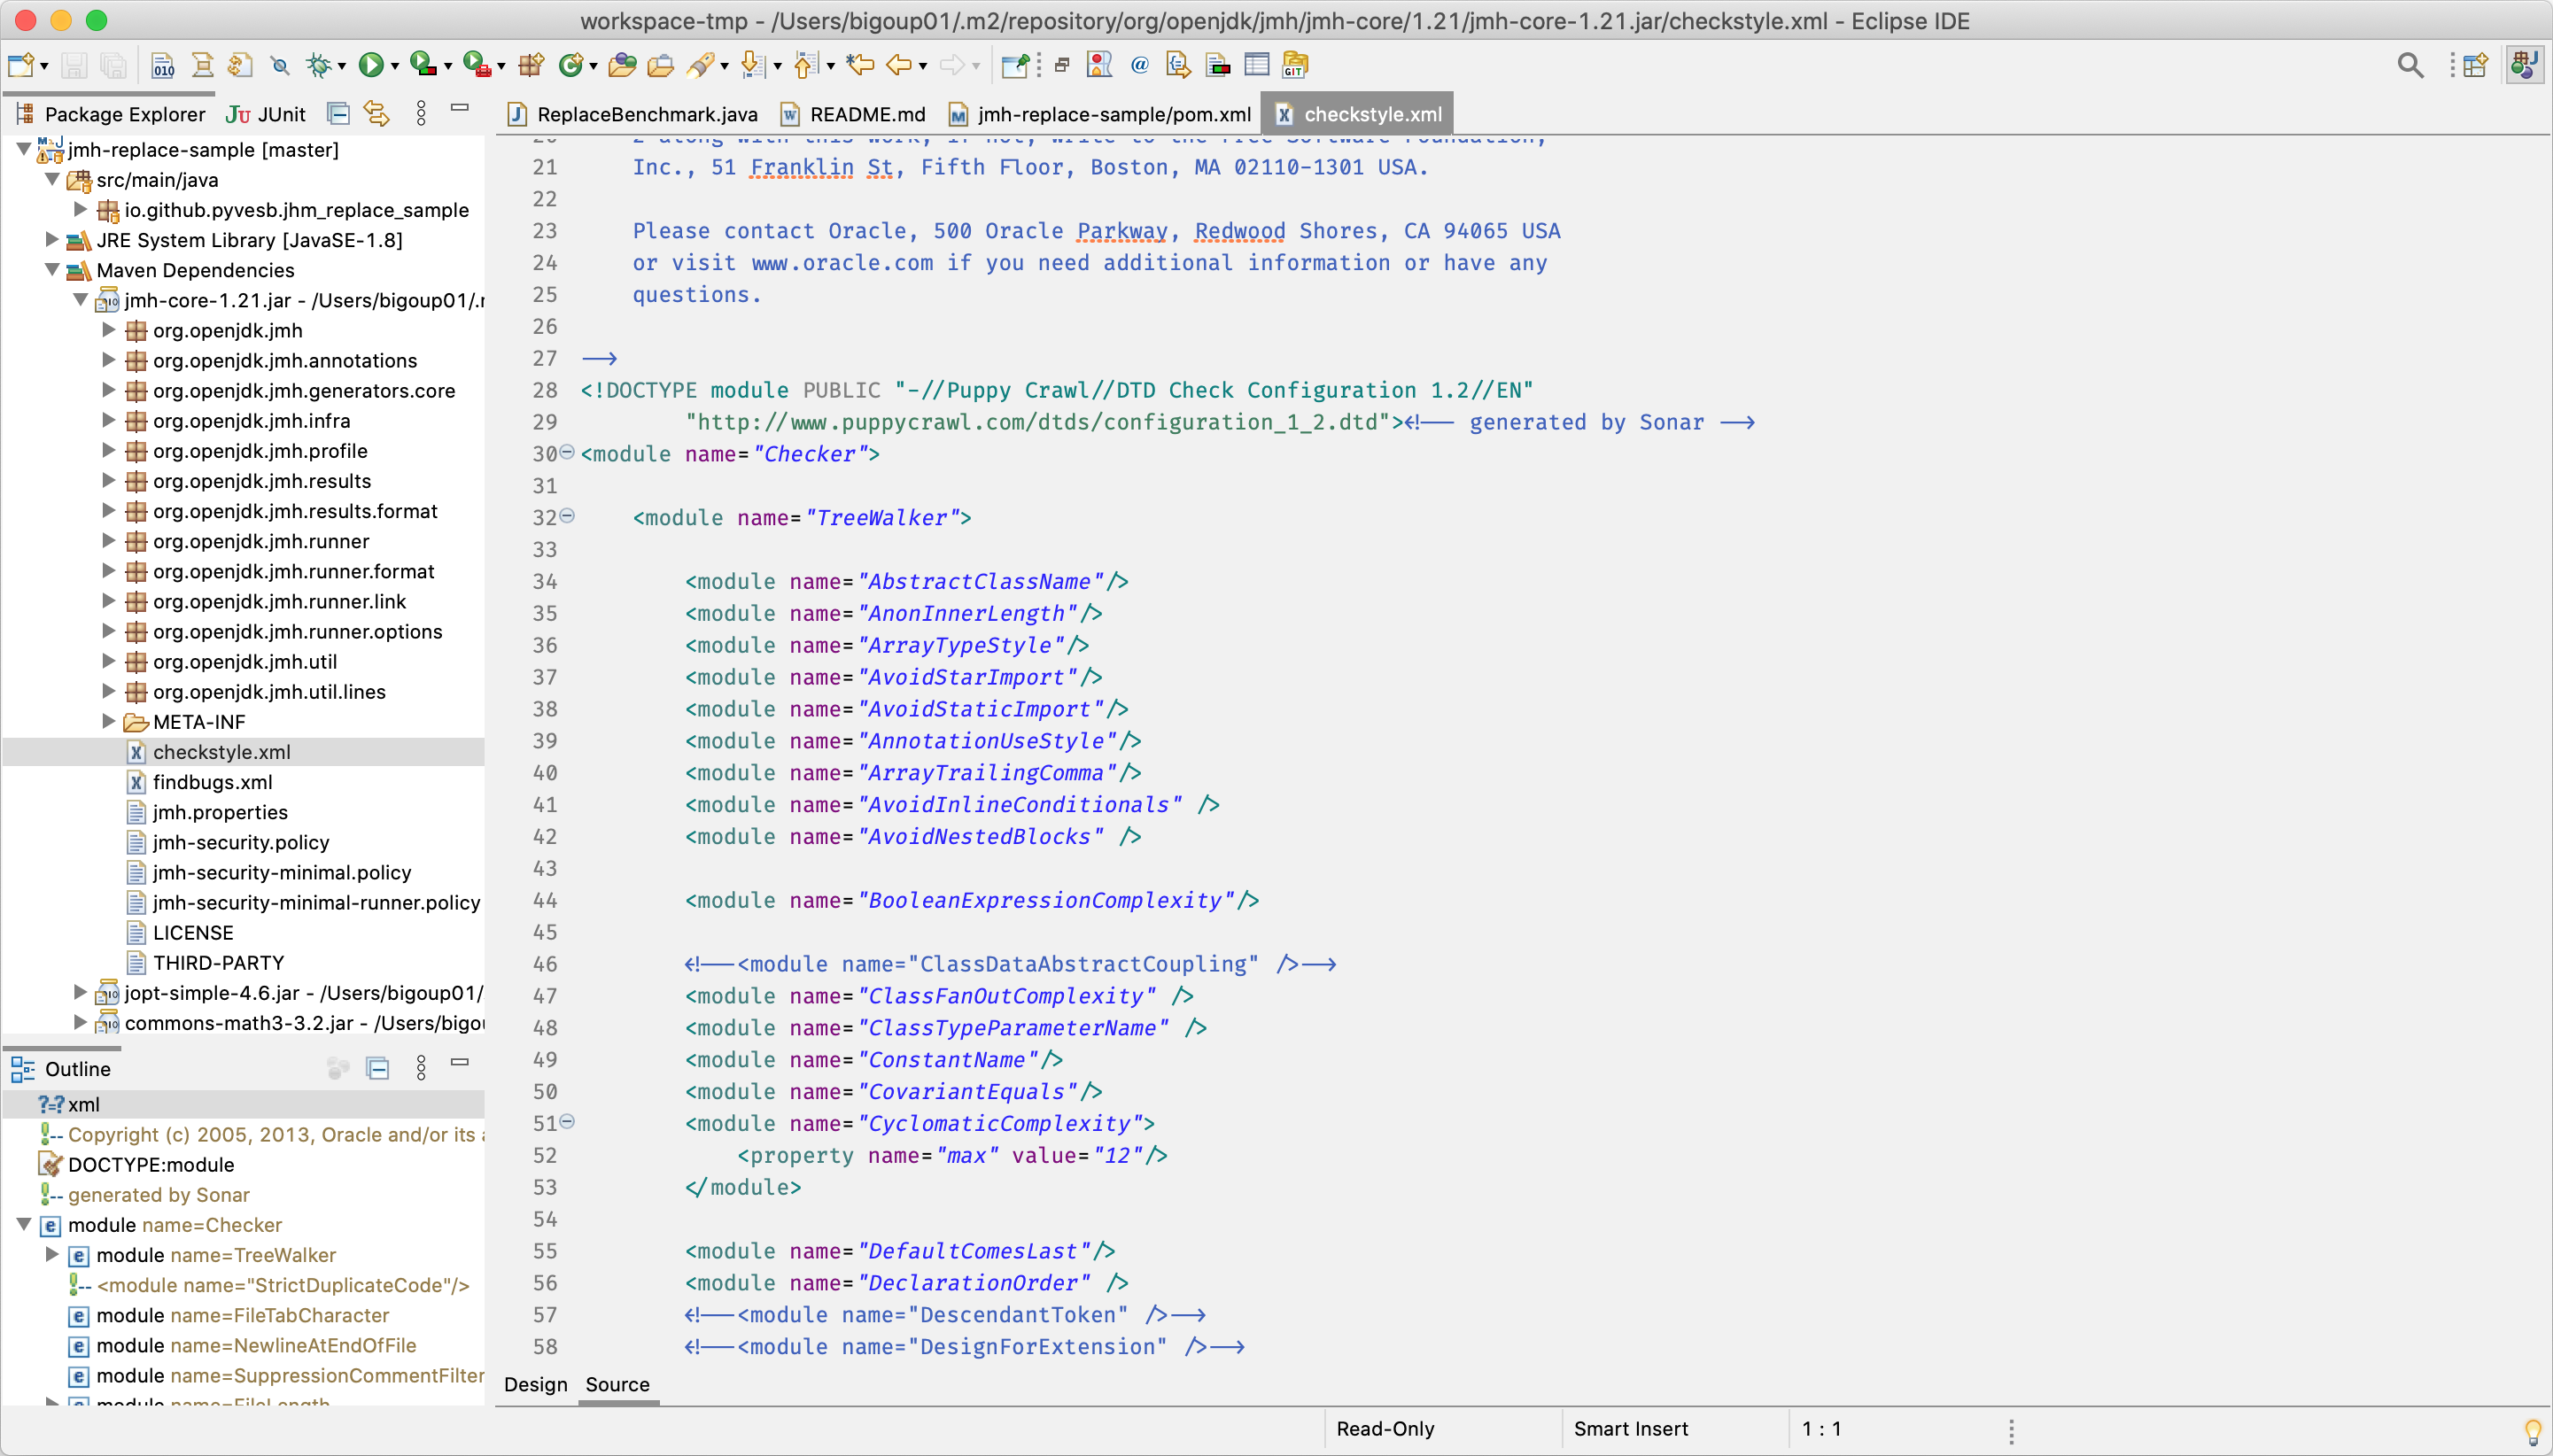 workspace-tmp - /Users/bigoup01/.m2/repository/org/openjdk/jmh/jmh-core/1.21/jmh-core-1.21.jar/checkstyle.xml - Eclipse IDE
Package Explorer
JUnit
jmh-replace-sample [master]
src/main/java
io.github.pyvesb.jhm_replace_sample
JRE System Library [JavaSE-1.8]
Maven Dependencies
jmh-core-1.21.jar - /Users/bigoup01/.
org.openjdk.jmh
org.openjdk.jmh.annotations
org.openjdk.jmh.generators.core
org.openjdk.jmh.infra
org.openjdk.jmh.profile
org.openjdk.jmh.results
org.openjdk.jmh.results.format
org.openjdk.jmh.runner
org.openjdk.jmh.runner.format
org.openjdk.jmh.runner.link
org.openjdk.jmh.runner.options
org.openjdk.jmh.util
org.openjdk.jmh.util.lines
META-INF
checkstyle.xml
findbugs.xml
jmh.properties
jmh-security.policy
jmh-security-minimal.policy
jmh-security-minimal-runner.policy
LICENSE
THIRD-PARTY
jopt-simple-4.6.jar - /Users/bigoup01/
commons-math3-3.2.jar - /Users/bigou
Outline
xml
Copyright (c) 2005, 2013, Oracle and/or its
DOCTYPE:module
generated by Sonar
module name=Checker
module name=TreeWalker
<module name="StrictDuplicateCode"/>
module name=FileTabCharacter
module name=NewlineAtEndOfFile
module name=SuppressionCommentFilter
module name=FileLength
ReplaceBenchmark.java
README.md
jmh-replace-sample/pom.xml
checkstyle.xml
20 2 along with this work; if not, write to the Free Software Foundation,
21 Inc., 51 Franklin St, Fifth Floor, Boston, MA 02110-1301 USA.
22
23 Please contact Oracle, 500 Oracle Parkway, Redwood Shores, CA 94065 USA
24 or visit www.oracle.com if you need additional information or have any
25 questions.
26
27 -->
28 <!DOCTYPE module PUBLIC "-//Puppy Crawl//DTD Check Configuration 1.2//EN"
29 "http://www.puppycrawl.com/dtds/configuration_1_2.dtd"><!-- generated by Sonar -->
30 <module name="Checker">
31
32 <module name="TreeWalker">
33
34 <module name="AbstractClassName"/>
35 <module name="AnonInnerLength"/>
36 <module name="ArrayTypeStyle"/>
37 <module name="AvoidStarImport"/>
38 <module name="AvoidStaticImport"/>
39 <module name="AnnotationUseStyle"/>
40 <module name="ArrayTrailingComma"/>
41 <module name="AvoidInlineConditionals" />
42 <module name="AvoidNestedBlocks" />
43
44 <module name="BooleanExpressionComplexity"/>
45
46 <!--<module name="ClassDataAbstractCoupling" />-->
47 <module name="ClassFanOutComplexity" />
48 <module name="ClassTypeParameterName" />
49 <module name="ConstantName"/>
50 <module name="CovariantEquals"/>
51 <module name="CyclomaticComplexity">
52 <property name="max" value="12"/>
53 </module>
54
55 <module name="DefaultComesLast"/>
56 <module name="DeclarationOrder" />
57 <!--<module name="DescendantToken" />-->
58 <!--<module name="DesignForExtension" />-->
Design
Source
Read-Only
Smart Insert
1 : 1